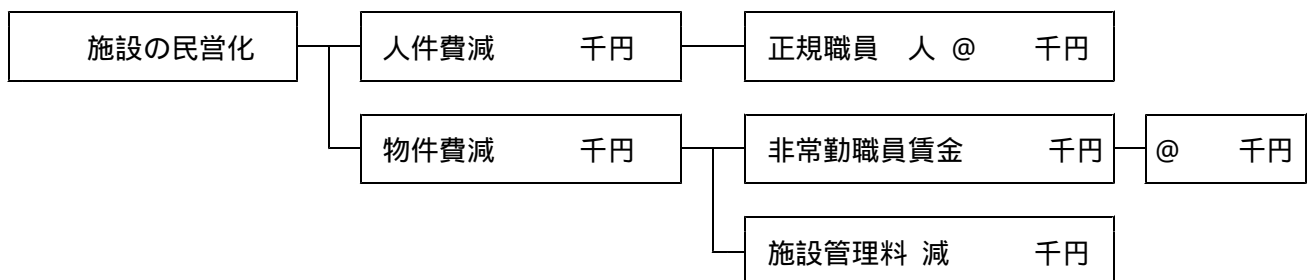 施設の民営化 人件費減 千円 正規職員 人 @ 千円
物件費減 千円 非常勤職員賃金 千円 @ 千円
施設管理料 減 千円